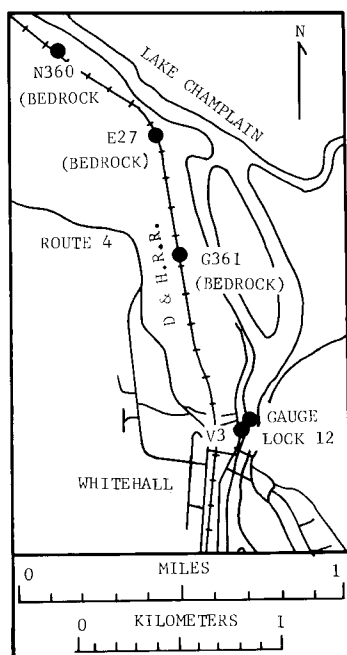 N
LAKE CHAMPLAIN
N360
(BEDROCK
E27
(BEDROCK)
ROUTE 4
D & H.R.R.
G361
(BEDROCK)
GAUGE
V3
LOCK 12
WHITEHALL
0 MILES 1
KILOMETERS
0 1